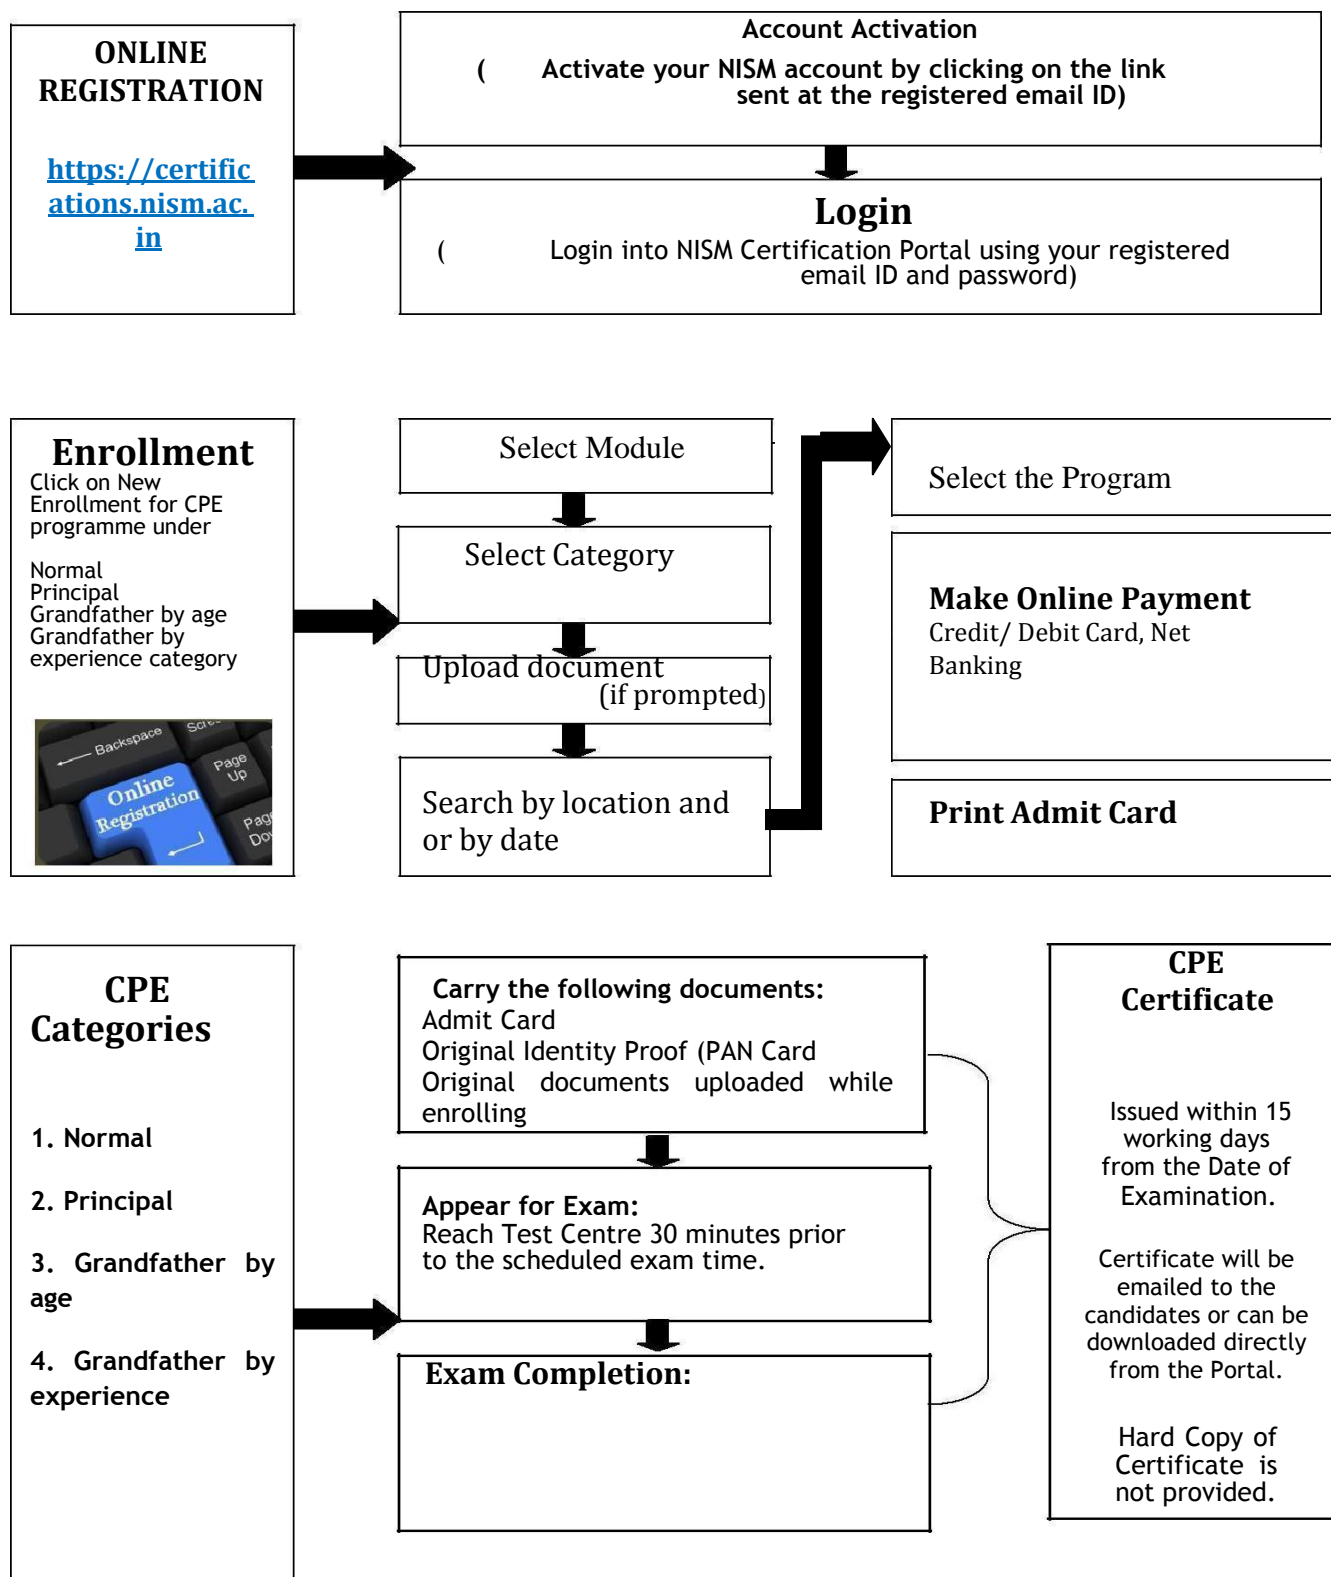 ONLINE
REGISTRATION
https://certific
ations.nism.ac.
in
Account Activation
( Activate your NISM account by clicking on the link
sent at the registered email ID)
Login
( Login into NISM Certification Portal using your registered
email ID and password)
Enrollment
Click on New
Enrollment for CPE
programme under
Normal
Principal
Grandfather by age
Grandfather by
experience category
Backspace
Page
Up
Online
Registration
Select Module
Select Category
Upload document
(if prompted)
Search by location and
or by date
Select the Program
Make Online Payment
Credit/ Debit Card, Net
Banking
Print Admit Card
CPE
Categories
1. Normal
2. Principal
3. Grandfather by
age
4. Grandfather by
experience
Carry the following documents:
Admit Card
Original Identity Proof (PAN Card
Original documents uploaded while
enrolling
Appear for Exam:
Reach Test Centre 30 minutes prior
to the scheduled exam time.
Exam Completion:
CPE
Certificate
Issued within 15
working days
from the Date of
Examination.
Certificate will be
emailed to the
candidates or can be
downloaded directly
from the Portal.
Hard Copy of
Certificate is
not provided.